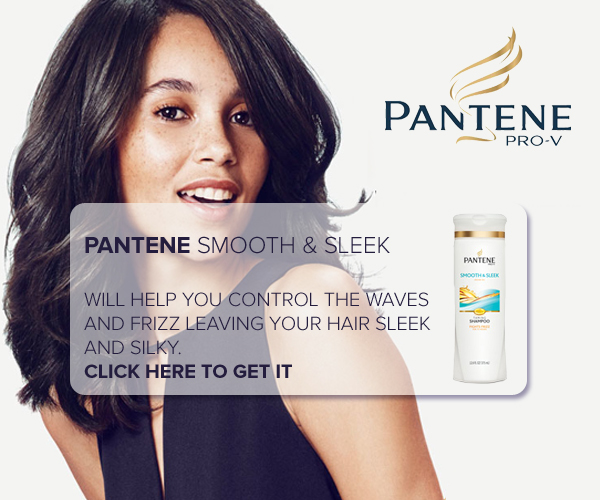 PANTENE
PRO-V
PANTENE SMOOTH & SLEEK
WILL HELP YOU CONTROL THE WAVES
AND FRIZZ LEAVING YOUR HAIR SLEEK
AND SILKY.
CLICK HERE TO GET IT
PANTENE
SMOOTH & SLEEK
SHAMPOO